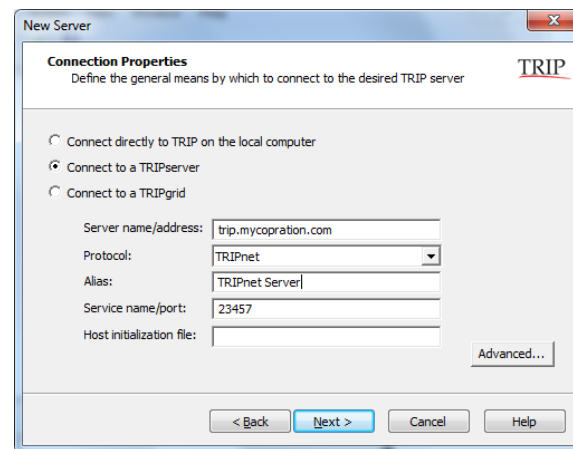 New Server
Connection Properties
Define the general means by which to connect to the desired TRIP server
TRIP
Connect directly to TRIP on the local computer
Connect to a TRIPserver
Connect to a TRIPgrid
Server name/address: trip.mycopration.com
Protocol: TRIPnet
Alias: TRIPnet Server
Service name/port: 23457
Host initialization file:
Advanced...
< Back Next > Cancel Help